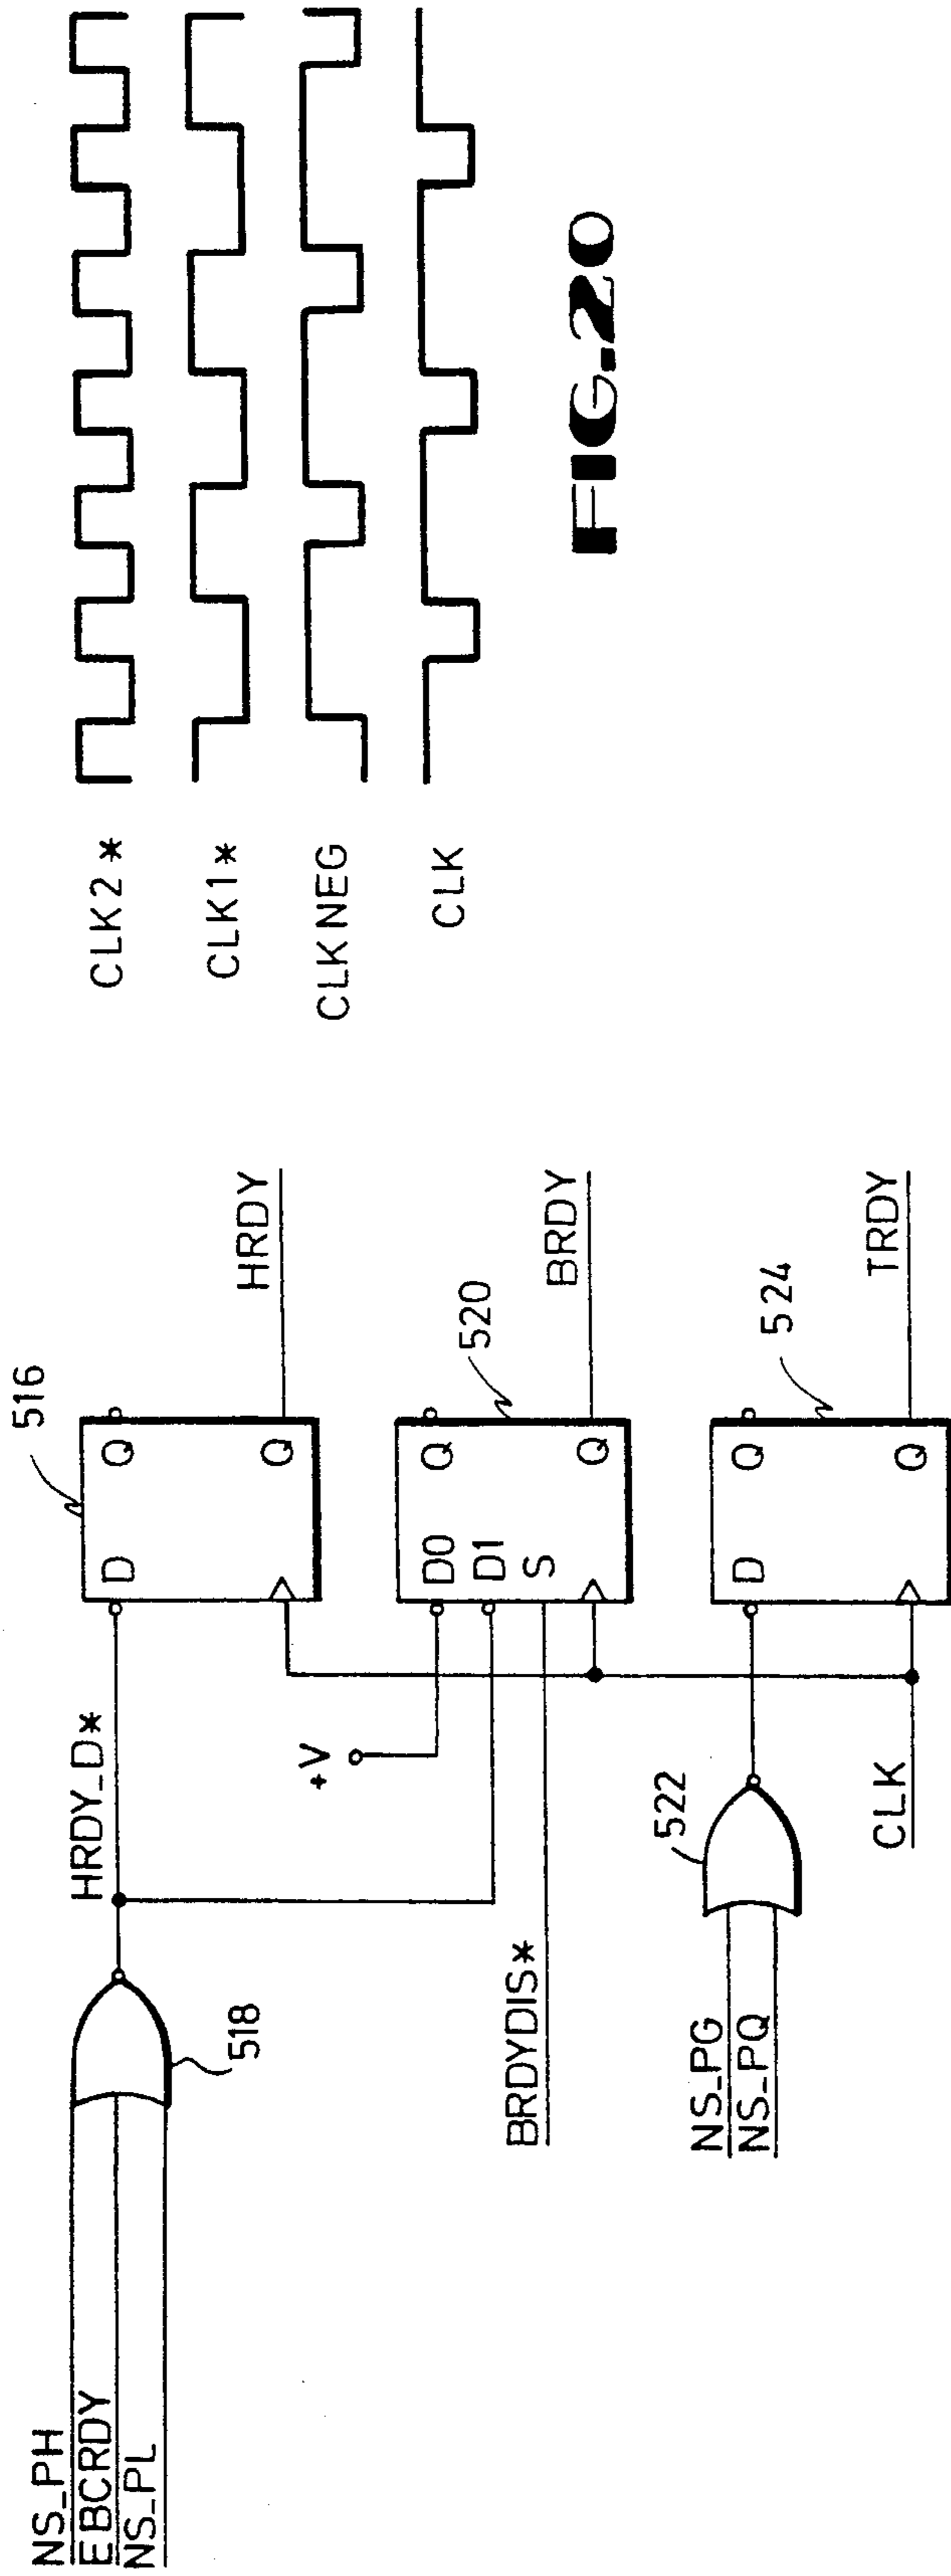 NS_PH
EBCRDY
NS_PL
518
HRDY_D*
516
D
Q
Q
HRDY
+V
BRDYDIS*
D0
D1
S
Q
Q
520
BRDY
NS_PG
NS_PQ
522
CLK
D
Q
Q
524
TRDY
CLK2*
CLK1*
CLKNEG
CLK
FIG.20